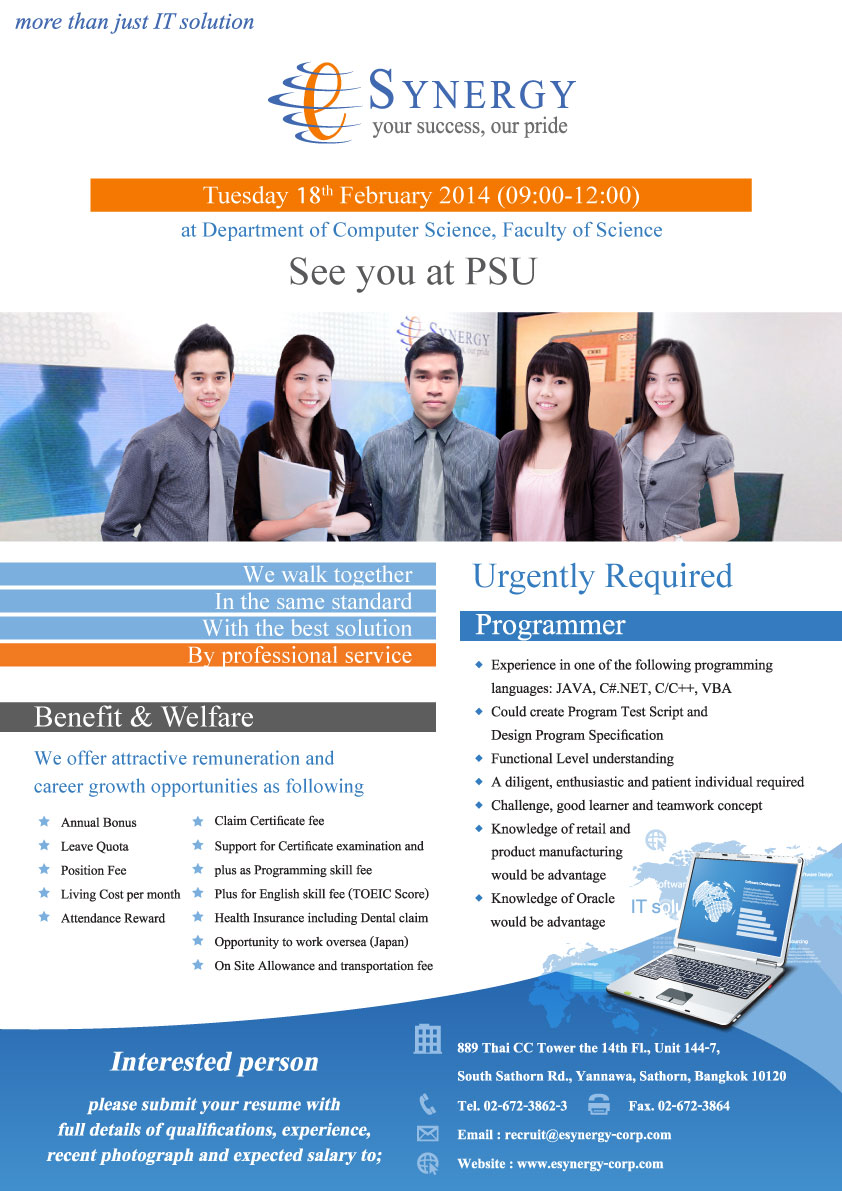 more than just IT solution
e SYNERGY
your success, our pride
Tuesday 18th February 2014 (09:00-12:00)
at Department of Computer Science, Faculty of Science
See you at PSU
SYNERGY
We walk together
In the same standard
With the best solution
By professional service
Benefit & Welfare
We offer attractive remuneration and
career growth opportunities as following
Annual Bonus
Leave Quota
Position Fee
Living Cost per month
Attendance Reward
Claim Certificate fee
Support for Certificate examination and
plus as Programming skill fee
Plus for English skill fee (TOEIC Score)
Health Insurance including Dental claim
Opportunity to work oversea (Japan)
On Site Allowance and transportation fee
Urgently Required
Programmer
Experience in one of the following programming
languages: JAVA, C#.NET, C/C++, VBA
Could create Program Test Script and
Design Program Specification
Functional Level understanding
A diligent, enthusiastic and patient individual required
Challenge, good learner and teamwork concept
Knowledge of retail and
product manufacturing
would be advantage
Knowledge of Oracle
would be advantage
Software Development
Interested person
please submit your resume with
full details of qualifications, experience,
recent photograph and expected salary to;
889 Thai CC Tower the 14th Fl., Unit 144-7,
South Sathorn Rd., Yannawa, Sathorn, Bangkok 10120
Tel. 02-672-3862-3 Fax. 02-672-3864
Email : recruit@esynergy-corp.com
Website : www.esynergy-corp.com